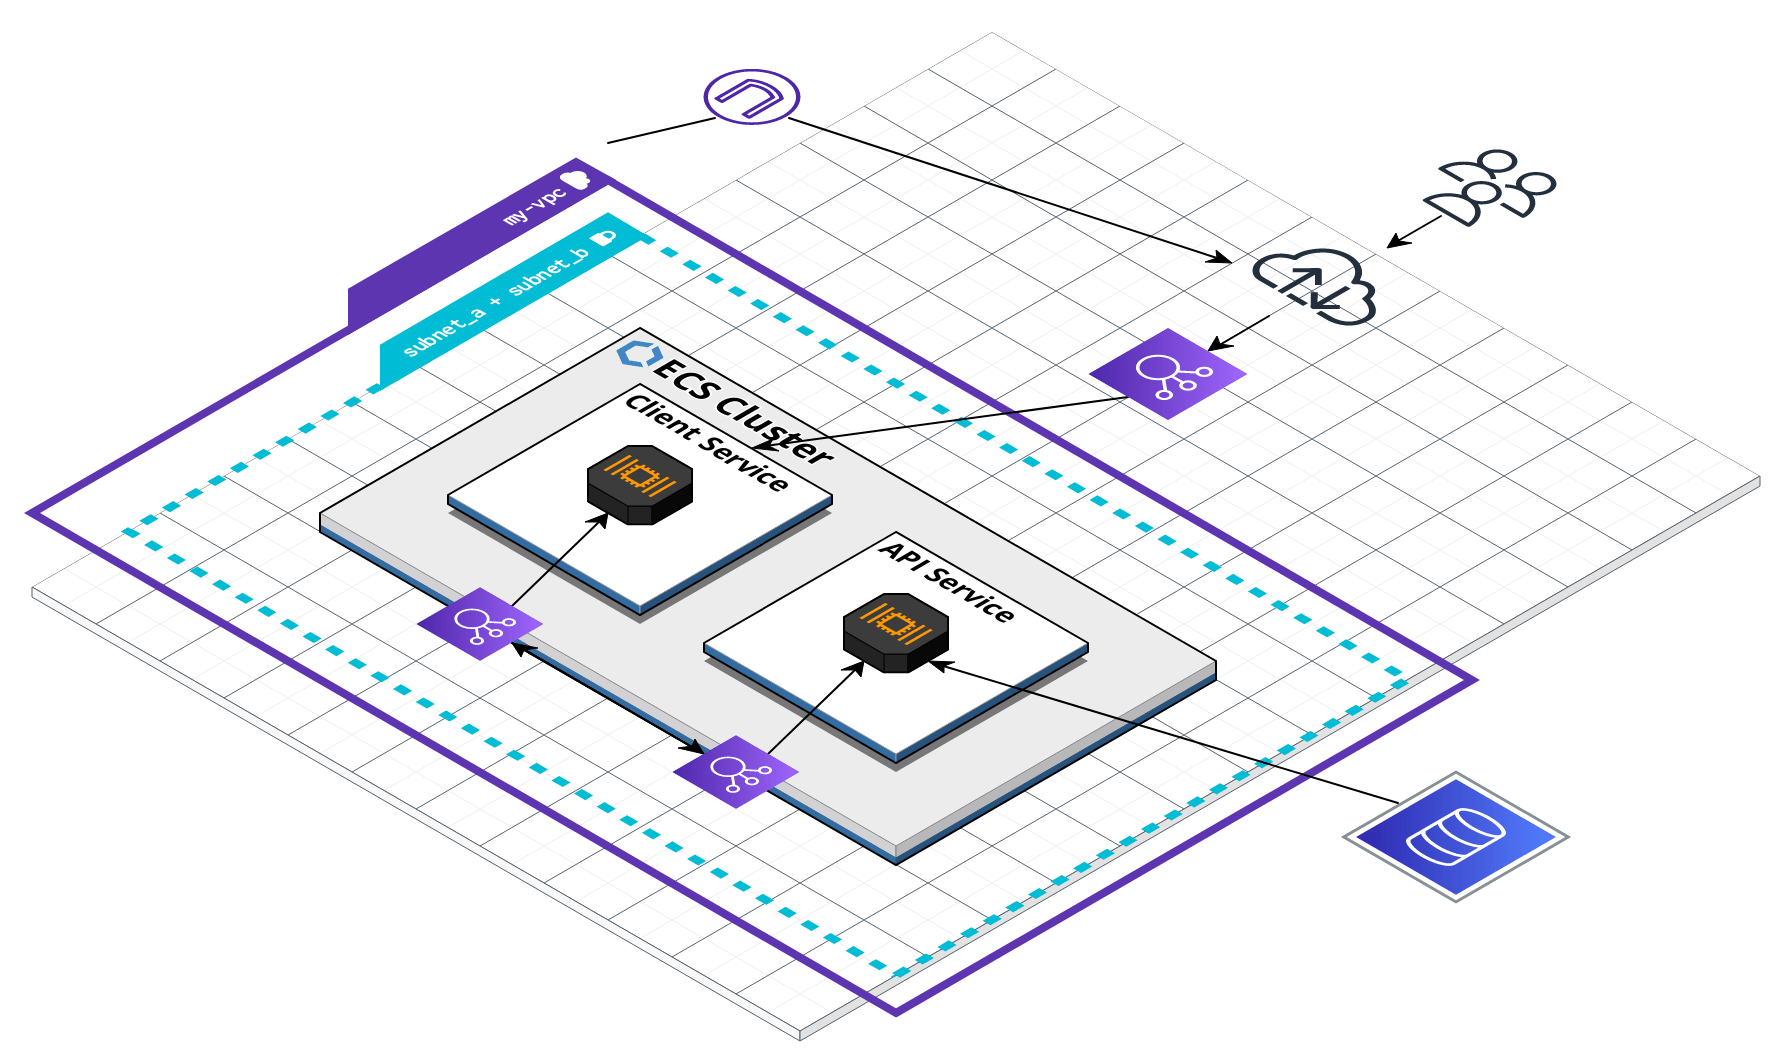 my-vpc
subnet_a + subnet_b
ECS Cluster
Client Service
API Service